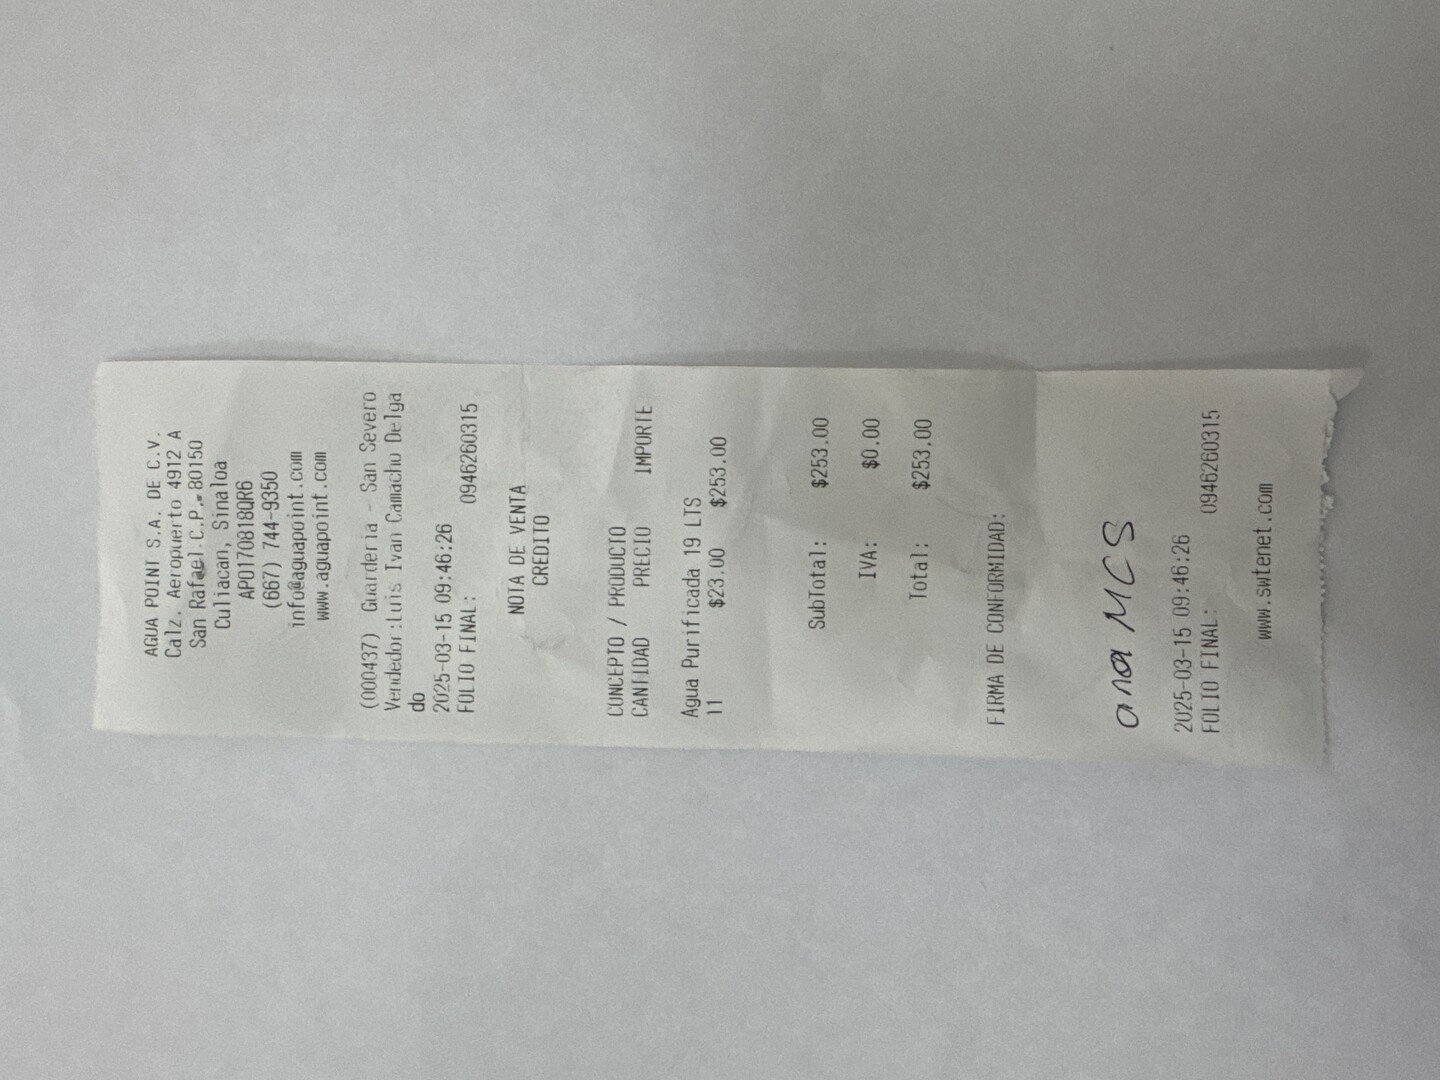 AGUA POINT S.A. DE C.V.
Calz. Aeropuerto 4912 A
San Rafael C.P. 80150
Culiacán, Sinaloa
APO170818QR6
(667) 744-9350
info@aguapoint.com
www.aguapoint.com
(000437) Guarderia - San Severo
Vendedor:Luis Ivan Camacho Delga
do
2025-03-15 09:46:26
FOLIO FINAL: 0946260315
NOTA DE VENTA
CREDITO
CONCEPTO / PRODUCTO
CANTIDAD PRECIO IMPORTE
Agua Purificada 19 LTS
11 $23.00 $253.00
SubTotal: $253.00
IVA: $0.00
Total: $253.00
FIRMA DE CONFORMIDAD:
ana MCS
2025-03-15 09:46:26
FOLIO FINAL: 0946260315
www.swtenet.com